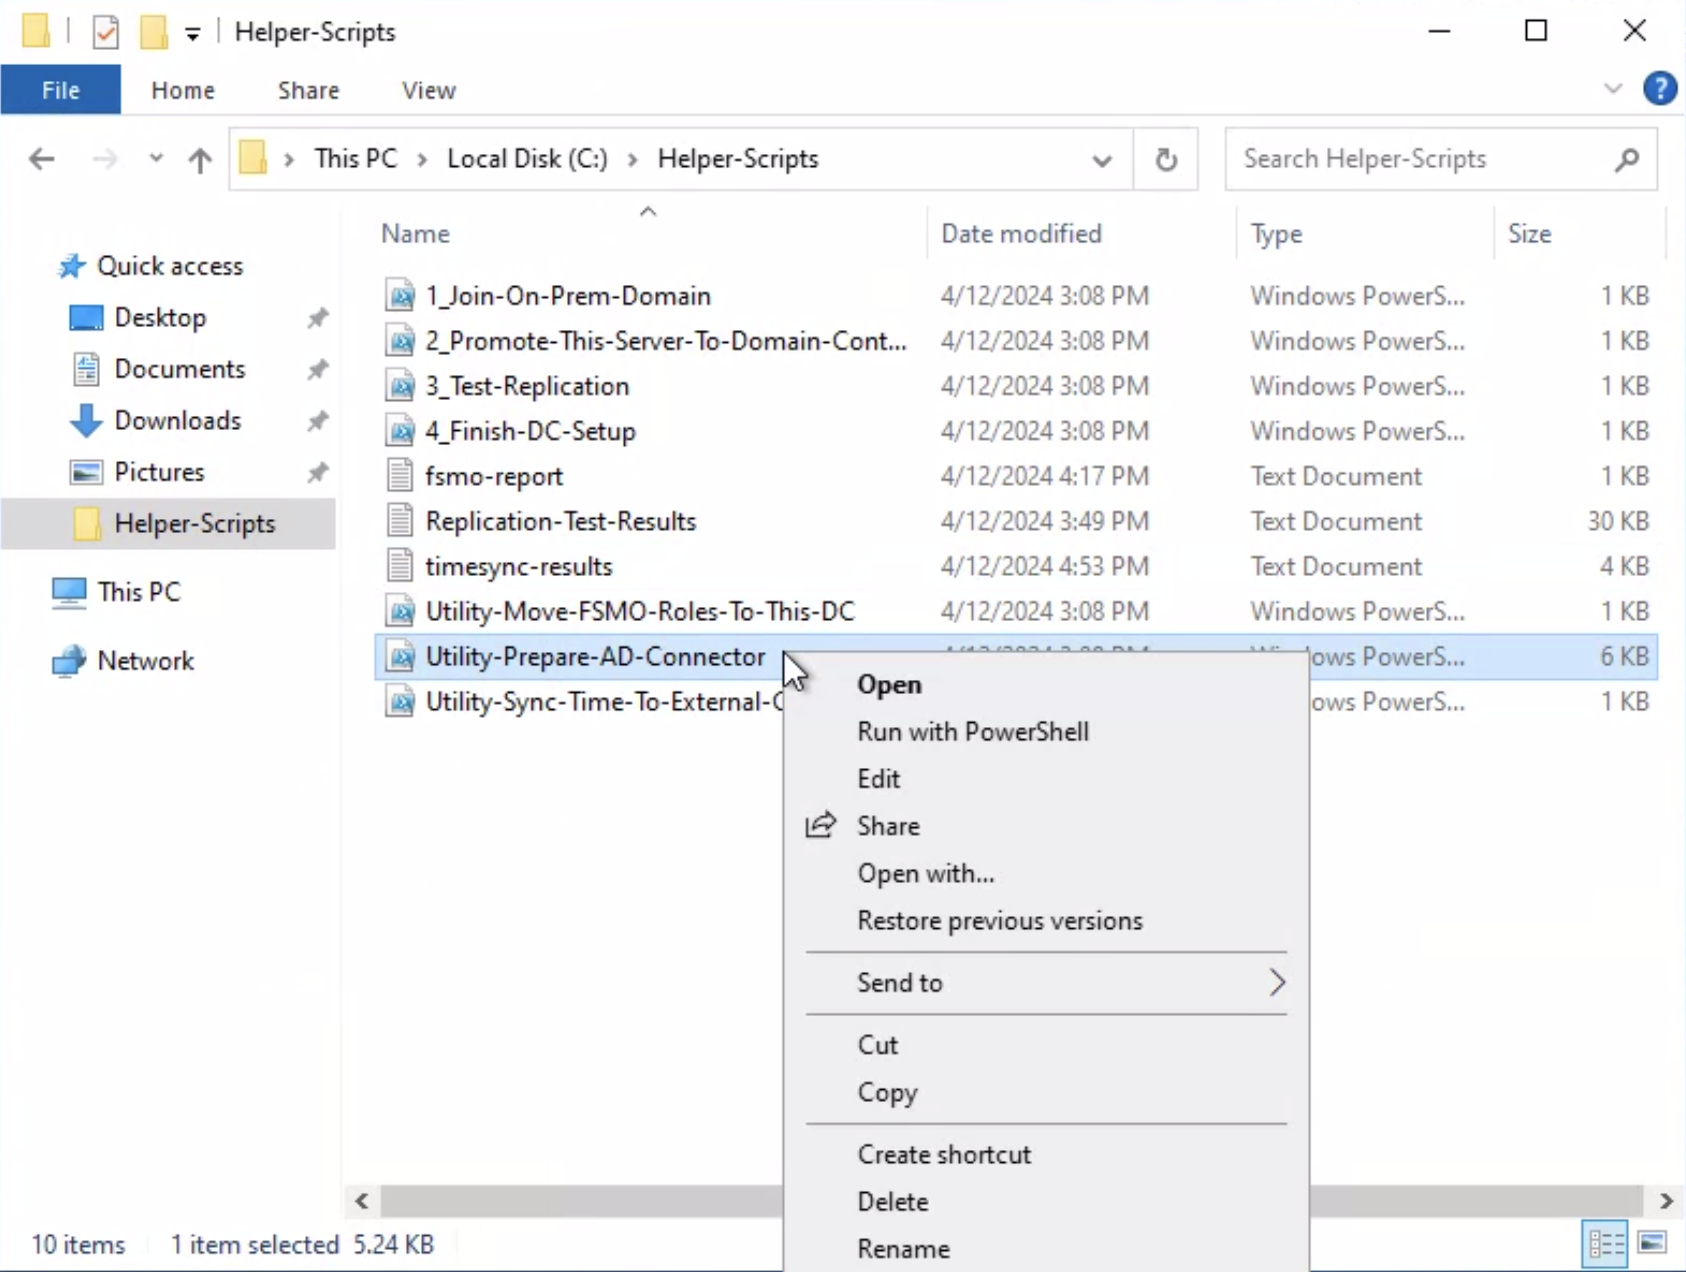 Helper-Scripts
File Home Share View
This PC Local Disk (C:) Helper-Scripts Search Helper-Scripts
Name Date modified Type Size
Quick access
Desktop
Documents
Downloads
Pictures
Helper-Scripts
This PC
Network
1_Join-On-Prem-Domain 4/12/2024 3:08 PM Windows PowerS... 1 KB
2_Promote-This-Server-To-Domain-Cont... 4/12/2024 3:08 PM Windows PowerS... 1 KB
3_Test-Replication 4/12/2024 3:08 PM Windows PowerS... 1 KB
4_Finish-DC-Setup 4/12/2024 3:08 PM Windows PowerS... 1 KB
fsmo-report 4/12/2024 4:17 PM Text Document 1 KB
Replication-Test-Results 4/12/2024 3:49 PM Text Document 30 KB
timesync-results 4/12/2024 4:53 PM Text Document 4 KB
Utility-Move-FSMO-Roles-To-This-DC 4/12/2024 3:08 PM Windows PowerS... 1 KB
Utility-Prepare-AD-Connector PowerS... 6 KB
Utility-Sync-Time-To-External- PowerS... 1 KB
Open
Run with PowerShell
Edit
Share
Open with...
Restore previous versions
Send to
Cut
Copy
Create shortcut
Delete
Rename
10 items 1 item selected 5.24 KB